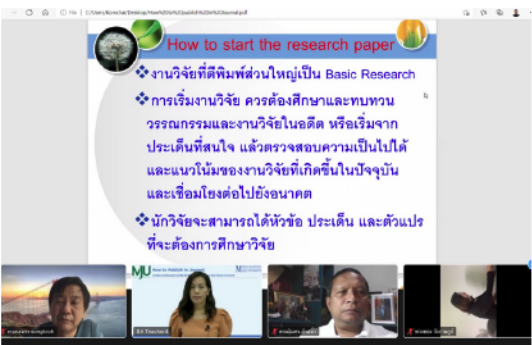 How to start the research paper
❖งานวิจัยที่ตีพิมพ์ส่วนใหญ่เป็น Basic Research
❖การเริ่มงานวิจัย ควรต้องศึกษาและทบทวน
วรรณกรรมและงานวิจัยในอดีต หรือเริ่มจาก
ประเด็นที่สนใจ แล้วตรวจสอบความเป็นไปได้
และแนวโน้มของงานวิจัยที่เกิดขึ้นในปัจจุบัน
และเชื่อมโยงต่อไปยังอนาคต
❖นักวิจัยจะสามารถได้หัวข้อ ประเด็น และตัวแปร
ที่จะต้องการศึกษาวิจัย
MJU